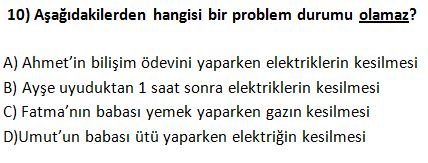 10) Aşağıdakilerden hangisi bir problem durumu olamaz?
A) Ahmet'in bilişim ödevini yaparken elektriklerin kesilmesi
B) Ayşe uyuduktan 1 saat sonra elektriklerin kesilmesi
C) Fatma'nın babası yemek yaparken gazın kesilmesi
D)Umut'un babası ütü yaparken elektriğin kesilmesi